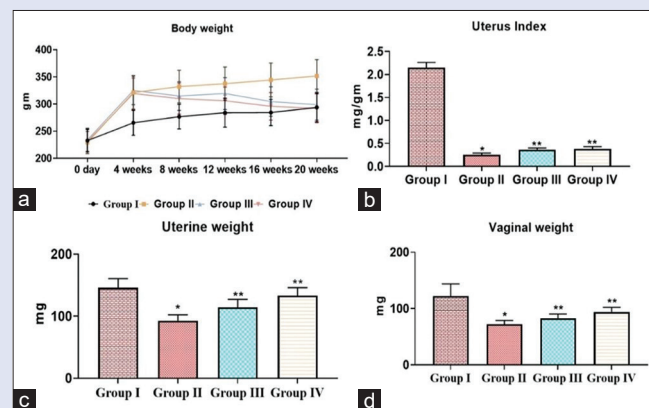 Body weight
gm
400
350
300
250
200
0 day 4 weeks 8 weeks 12 weeks 16 weeks 20 weeks
Group I Group II Group III Group IV
a
Uterus Index
mg/gm
2.5
2.0
1.5
1.0
0.5
0.0
* ** **
Group I Group II Group III Group IV
b
Uterine weight
mg
200
100
0
* ** **
Group I Group II Group III Group IV
c
Vaginal weight
mg
200
100
0
* ** **
Group I Group II Group III Group IV
d